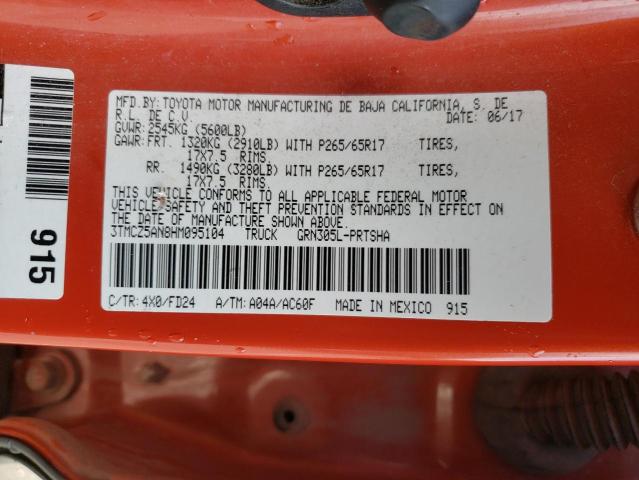 MFD.BY:TOYOTA MOTOR MANUFACTURING DE BAJA CALIFORNIA, S. DE
R.L. DE C.V. DATE: 06/17
GVWR: 2545KG (5600LB)
GAWR:FRT. 1320KG (2910LB) WITH P265/65R17 TIRES,
17X7.5 RIMS.
RR. 1490KG (3280LB) WITH P265/65R17 TIRES,
17X7.5 RIMS.
THIS VEHICLE CONFORMS TO ALL APPLICABLE FEDERAL MOTOR
VEHICLE SAFETY AND THEFT PREVENTION STANDARDS IN EFFECT ON
THE DATE OF MANUFACTURE SHOWN ABOVE.
3TMCZ5AN8HM095104 TRUCK GRN305L-PRTSHA
C/TR: 4X0/FD24 A/TM: A04A/AC60F MADE IN MEXICO 915
915